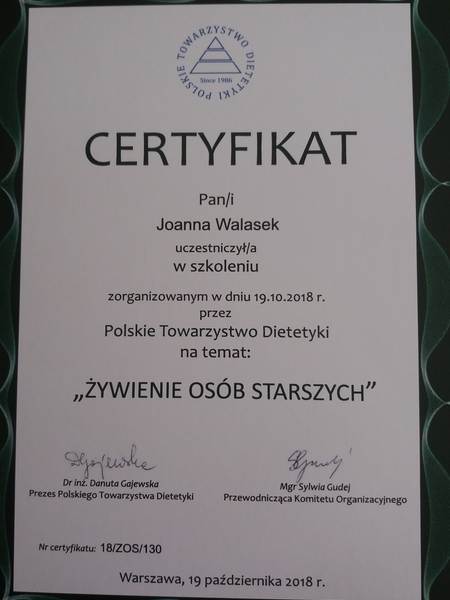 POLSKIE TOWARZYSTWO DIETETYKI
Since 1986
CERTYFIKAT
Pan/i
Joanna Walasek
uczestniczył/a
w szkoleniu
zorganizowanym w dniu 19.10.2018 r.
przez
Polskie Towarzystwo Dietetyki
na temat:
„ŻYWIENIE OSÓB STARSZYCH”
DGajewska
Dr inż. Danuta Gajewska
Prezes Polskiego Towarzystwa Dietetyki
Mgr Sylwia Gudej
Przewodnicząca Komitetu Organizacyjnego
Nr certyfikatu: 18/ZOS/130
Warszawa, 19 października 2018 r.